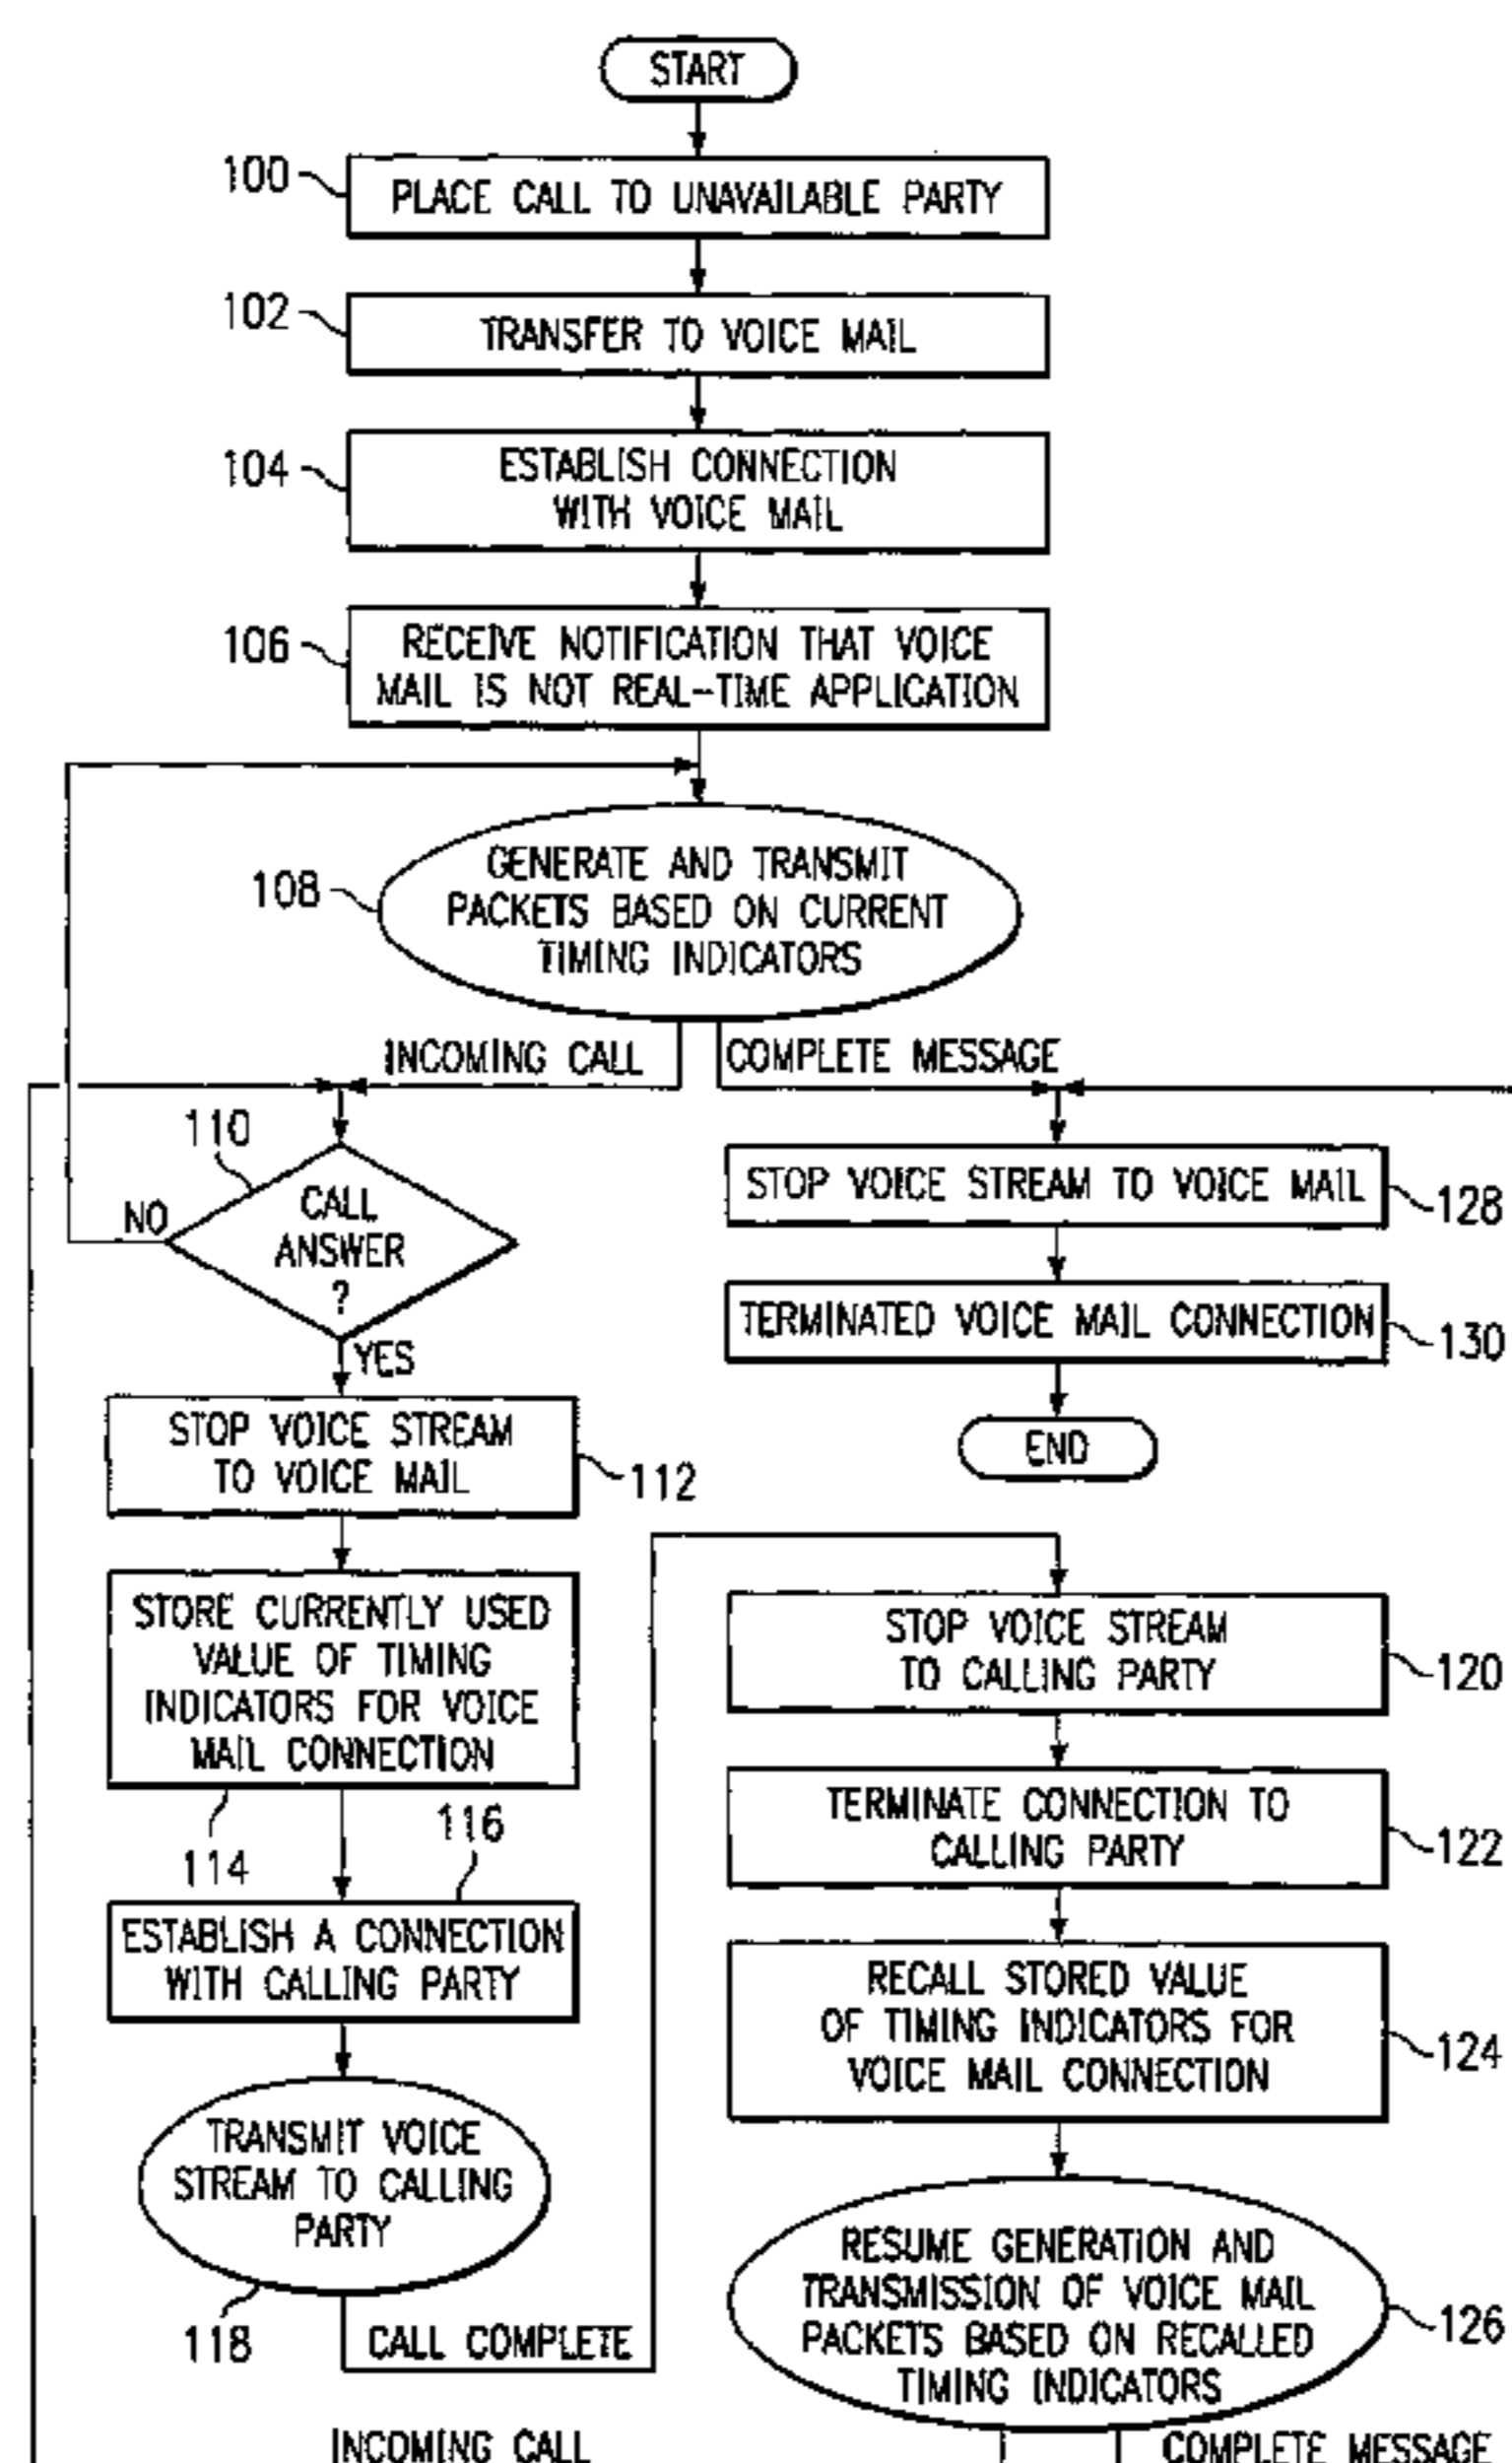 START
100
PLACE CALL TO UNAVAILABLE PARTY
102
TRANSFER TO VOICE MAIL
104
ESTABLISH CONNECTION
WITH VOICE MAIL
106
RECEIVE NOTIFICATION THAT VOICE
MAIL IS NOT REAL-TIME APPLICATION
108
GENERATE AND TRANSMIT
PACKETS BASED ON CURRENT
TIMING INDICATORS
INCOMING CALL
COMPLETE MESSAGE
110
CALL
ANSWER
?
NO
YES
STOP VOICE STREAM
TO VOICE MAIL
112
STORE CURRENTLY USED
VALUE OF TIMING
INDICATORS FOR VOICE
MAIL CONNECTION
114
116
ESTABLISH A CONNECTION
WITH CALLING PARTY
TRANSMIT VOICE
STREAM TO CALLING
PARTY
118
CALL COMPLETE
STOP VOICE STREAM TO VOICE MAIL
128
TERMINATED VOICE MAIL CONNECTION
130
END
STOP VOICE STREAM
TO CALLING PARTY
120
TERMINATE CONNECTION TO
CALLING PARTY
122
RECALL STORED VALUE
OF TIMING INDICATORS FOR
VOICE MAIL CONNECTION
124
RESUME GENERATION AND
TRANSMISSION OF VOICE MAIL
PACKETS BASED ON RECALLED
TIMING INDICATORS
126
INCOMING CALL
COMPLETE MESSAGE